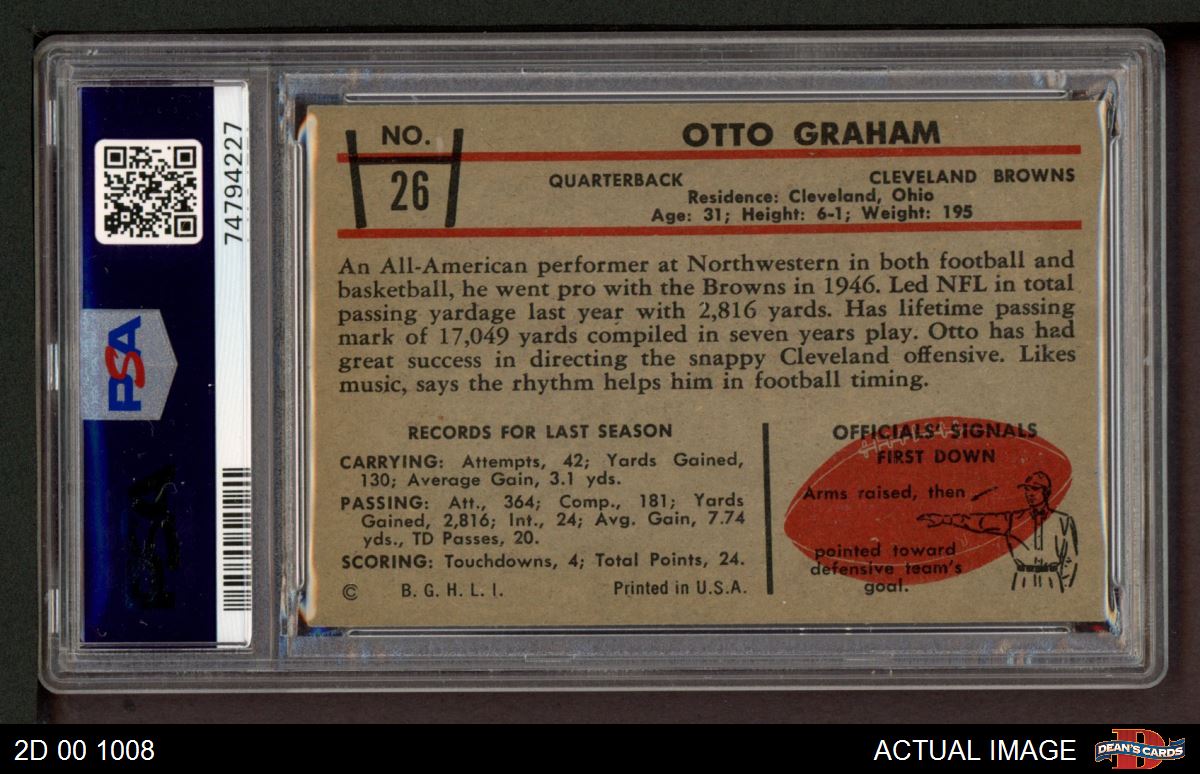 74794227
PSA
PSA
NO.
26
OTTO GRAHAM
QUARTERBACK CLEVELAND BROWNS
Residence: Cleveland, Ohio
Age: 31; Height: 6-1; Weight: 195
An All-American performer at Northwestern in both football and
basketball, he went pro with the Browns in 1946. Led NFL in total
passing yardage last year with 2,816 yards. Has lifetime passing
mark of 17,049 yards compiled in seven years play. Otto has had
great success in directing the snappy Cleveland offensive. Likes
music, says the rhythm helps him in football timing.
RECORDS FOR LAST SEASON
CARRYING: Attempts, 42; Yards Gained,
130; Average Gain, 3.1 yds.
PASSING: Att., 364; Comp., 181; Yards
Gained, 2,816; Int., 24; Avg. Gain, 7.74
yds., TD Passes, 20.
SCORING: Touchdowns, 4; Total Points, 24.
© B. G. H. L. I. Printed in U.S.A.
OFFICIALS' SIGNALS
FIRST DOWN
Arms raised, then
pointed toward
defensive team's
goal.
2D 00 1008
ACTUAL IMAGE
D
DEAN'S CARDS